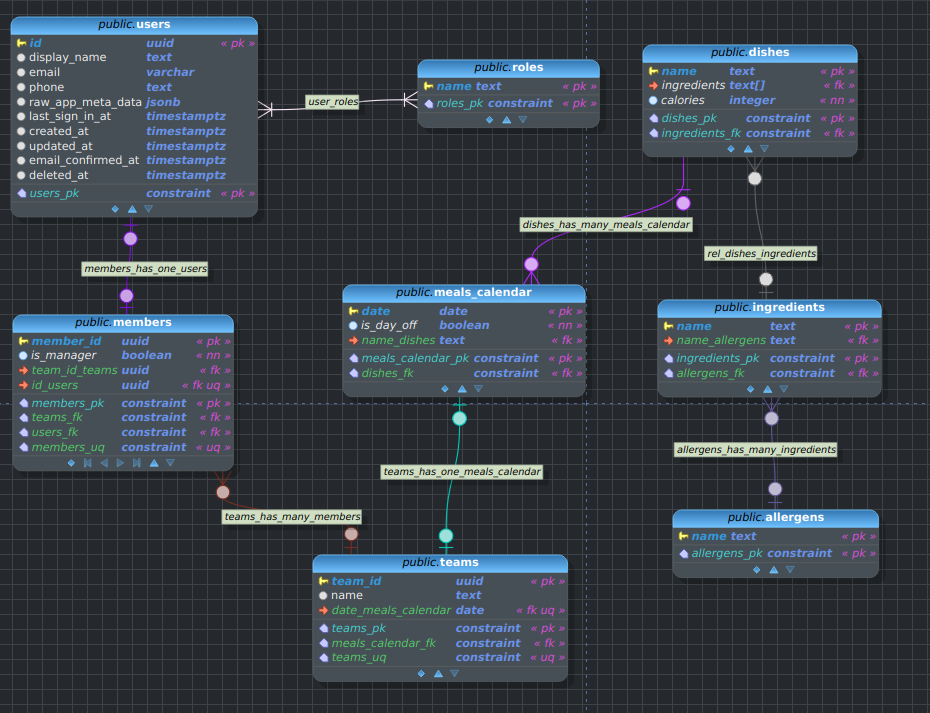 public.users
id uuid « pk »
display_name text
email varchar
phone text
raw_app_meta_data jsonb
last_sign_in_at timestamptz
created_at timestamptz
updated_at timestamptz
email_confirmed_at timestamptz
deleted_at timestamptz
users_pk constraint « pk »
user_roles
public.roles
name text « pk »
roles_pk constraint « pk »
public.dishes
name text « pk »
ingredients text[] « fk »
calories integer « nn »
dishes_pk constraint « pk »
ingredients_fk constraint « fk »
dishes_has_many_meals_calendar
rel_dishes_ingredients
members_has_one_users
public.members
member_id uuid « pk »
is_manager boolean « nn »
team_id_teams uuid « fk »
id_users uuid « fk uq »
members_pk constraint « pk »
teams_fk constraint « fk »
users_fk constraint « fk »
members_uq constraint « uq »
public.meals_calendar
date date « pk »
is_day_off boolean « nn »
name_dishes text « fk »
meals_calendar_pk constraint « pk »
dishes_fk constraint « fk »
public.ingredients
name text « pk »
name_allergens text « fk »
ingredients_pk constraint « pk »
allergens_fk constraint « fk »
allergens_has_many_ingredients
teams_has_one_meals_calendar
teams_has_many_members
public.allergens
name text « pk »
allergens_pk constraint « pk »
public.teams
team_id uuid « pk »
name text
date_meals_calendar date « fk uq »
teams_pk constraint « pk »
meals_calendar_fk constraint « fk »
teams_uq constraint « uq »